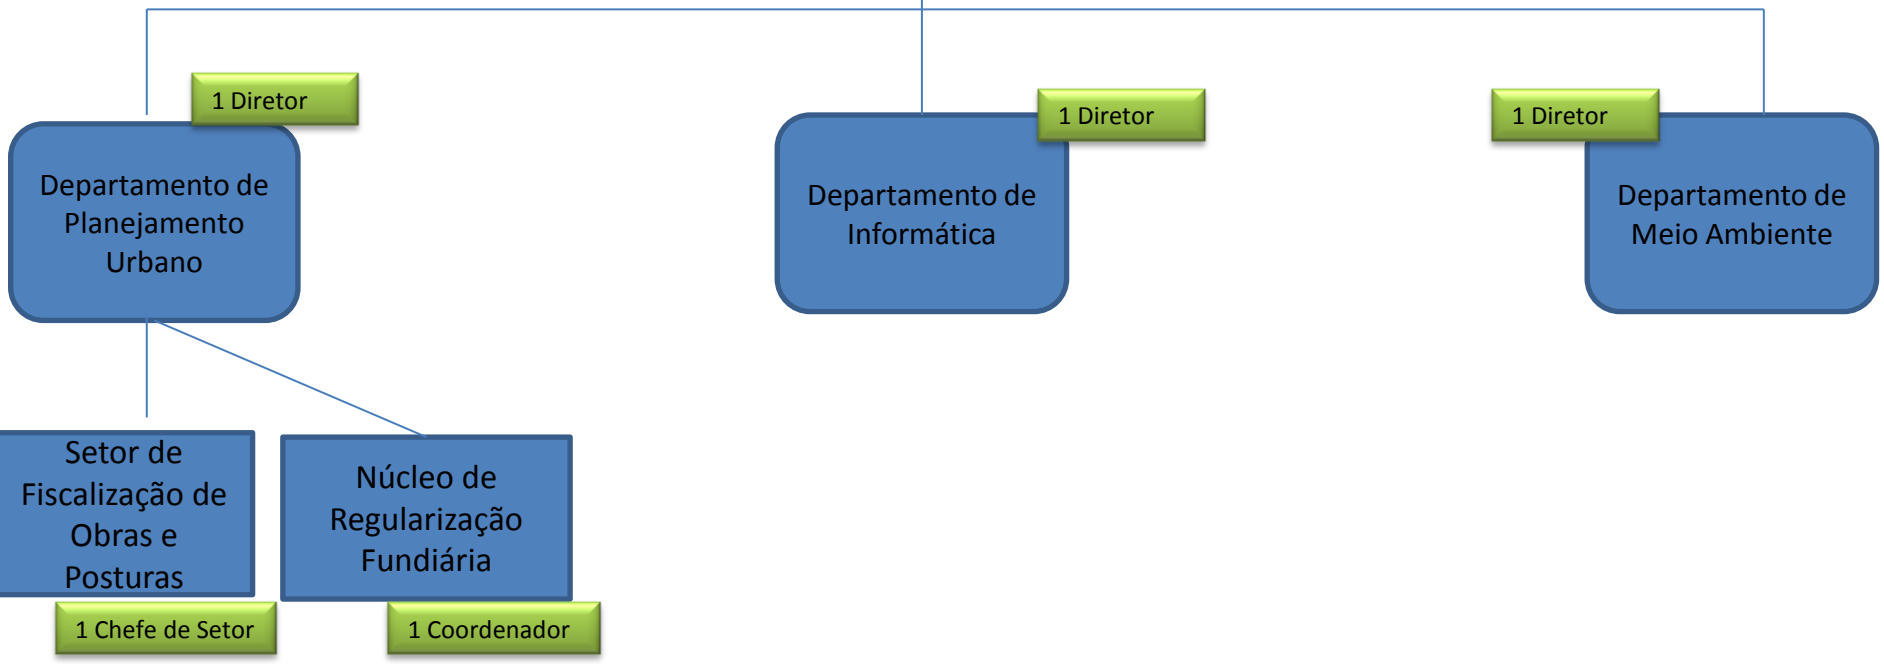 1 Diretor
Departamento de
Planejamento
Urbano
1 Diretor
Departamento de
Informática
1 Diretor
Departamento de
Meio Ambiente
Setor de
Fiscalização de
Obras e
Posturas
1 Chefe de Setor
Núcleo de
Regularização
Fundiária
1 Coordenador